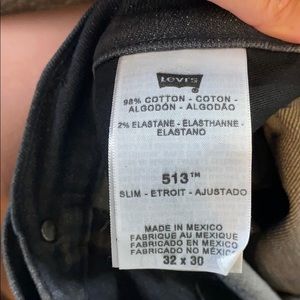 Levi's
98% COTTON - COTON -
ALGODÓN - ALGODÃO
2% ELASTANE - ELASTHANNE -
ELASTANO
513™
SLIM - ETROIT - AJUSTADO
MADE IN MEXICO
FABRIQUE AU MEXIQUE
FABRICADO EN MEXICO
FABRICADO NO MÉXICO
32 x 30